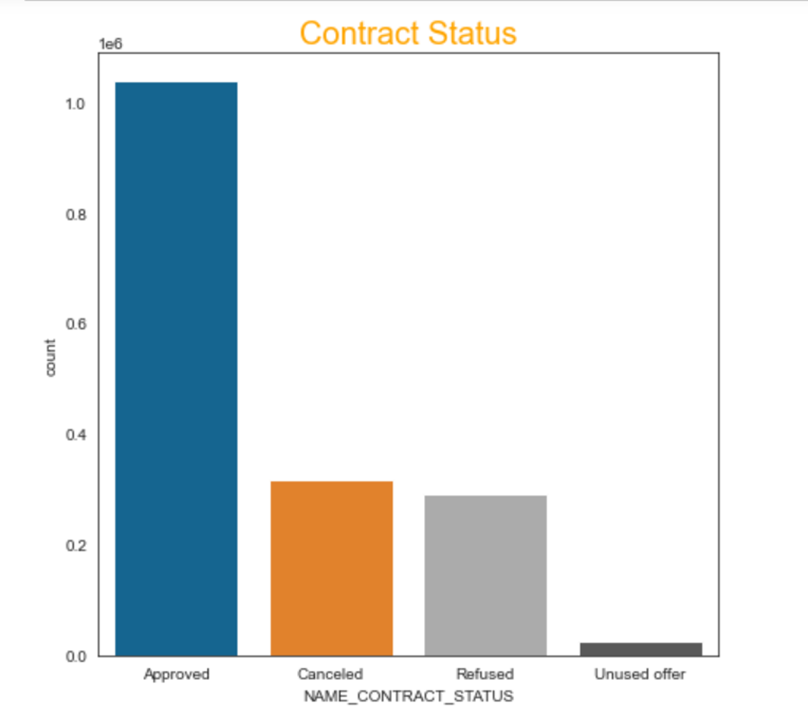 Contract Status
1e6
1.0
0.8
0.6
0.4
0.2
0.0
count
Approved Canceled Refused Unused offer
NAME_CONTRACT_STATUS